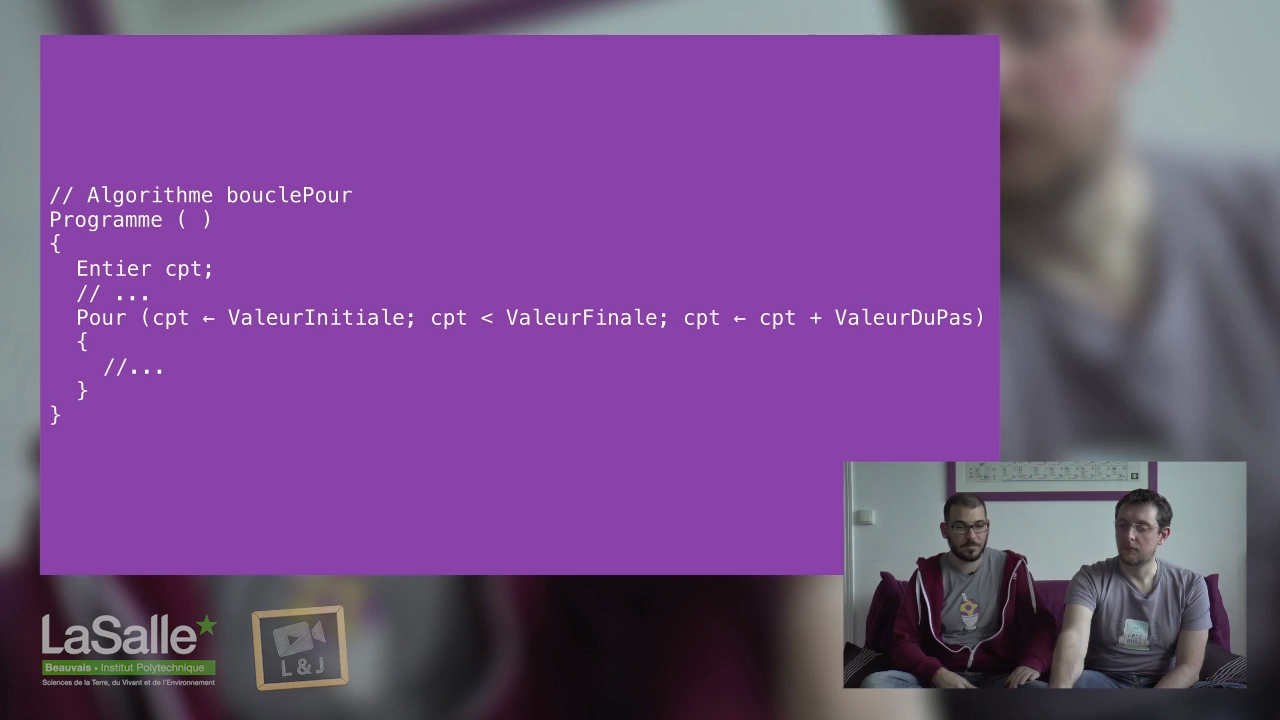 // Algorithme bouclePour
Programme ( )
{
Entier cpt;
// ...
Pour (cpt ← ValeurInitiale; cpt < ValeurFinale; cpt ← cpt + ValeurDuPas)
{
//...
}
}
LaSalle
Beauvais • Institut Polytechnique
Sciences de la Terre, du Vivant et de l'Environnement
L&J